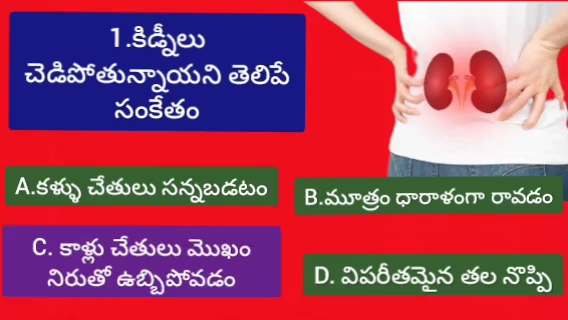 1.కిడ్నీలు
చెడిపోతున్నాయని తెలిపే
సంకేతం
A.కళ్ళు చేతులు సన్నబడటం
B.మూత్రం ధారాళంగా రావడం
C. కాళ్లు చేతులు మొఖం
నిరుతో ఉబ్బిపోవడం
D. విపరీతమైన తల నొప్పి